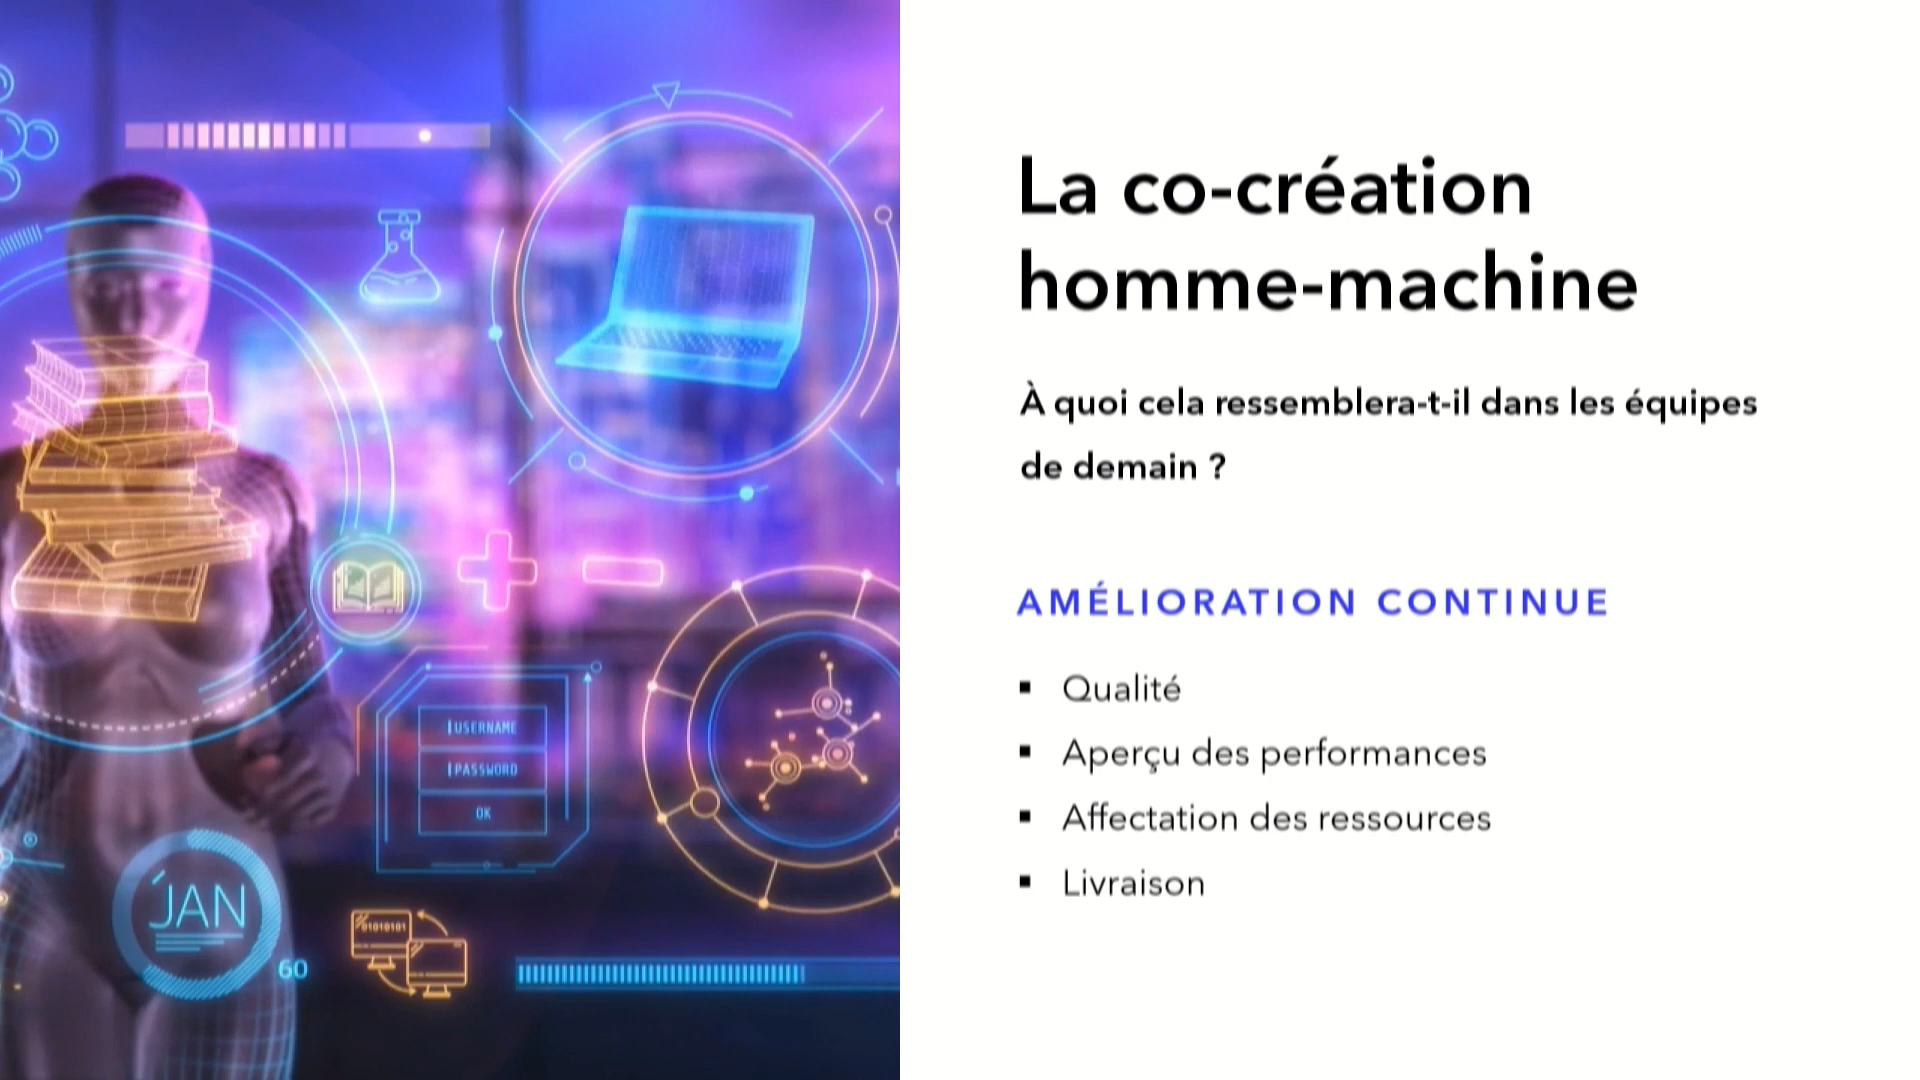 La co-création
homme-machine
À quoi cela ressemblera-t-il dans les équipes
de demain ?
AMÉLIORATION CONTINUE
Qualité
Aperçu des performances
Affectation des ressources
Livraison
USERNAME
PASSWORD
OK
JAN
60
01010101